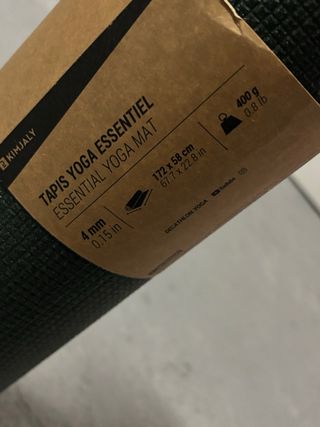 KIMJALY
TAPIS YOGA ESSENTIEL
ESSENTIAL YOGA MAT
4 mm
0.15 in
172 x 58 cm
67.7 x 22.8 in
400 g
0.8 lb
DECATHLON YOGA
YouTube